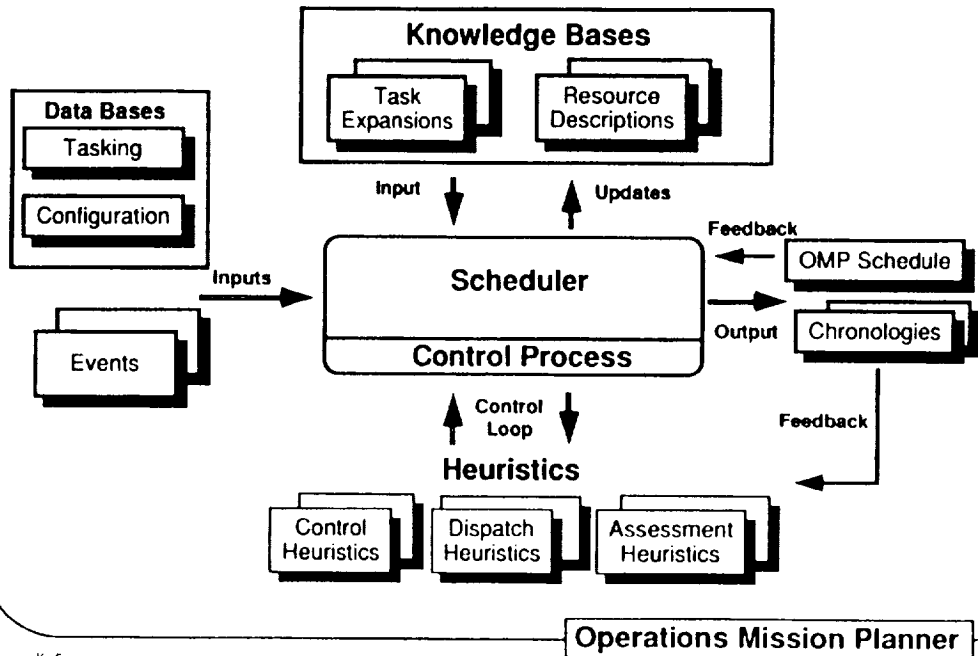 Knowledge Bases
Task
Expansions
Resource
Descriptions
Data Bases
Tasking
Configuration
Input
Updates
Feedback
OMP Schedule
Inputs
Scheduler
Output
Chronologies
Events
Control Process
Control
Loop
Feedback
Heuristics
Control
Heuristics
Dispatch
Heuristics
Assessment
Heuristics
Operations Mission Planner